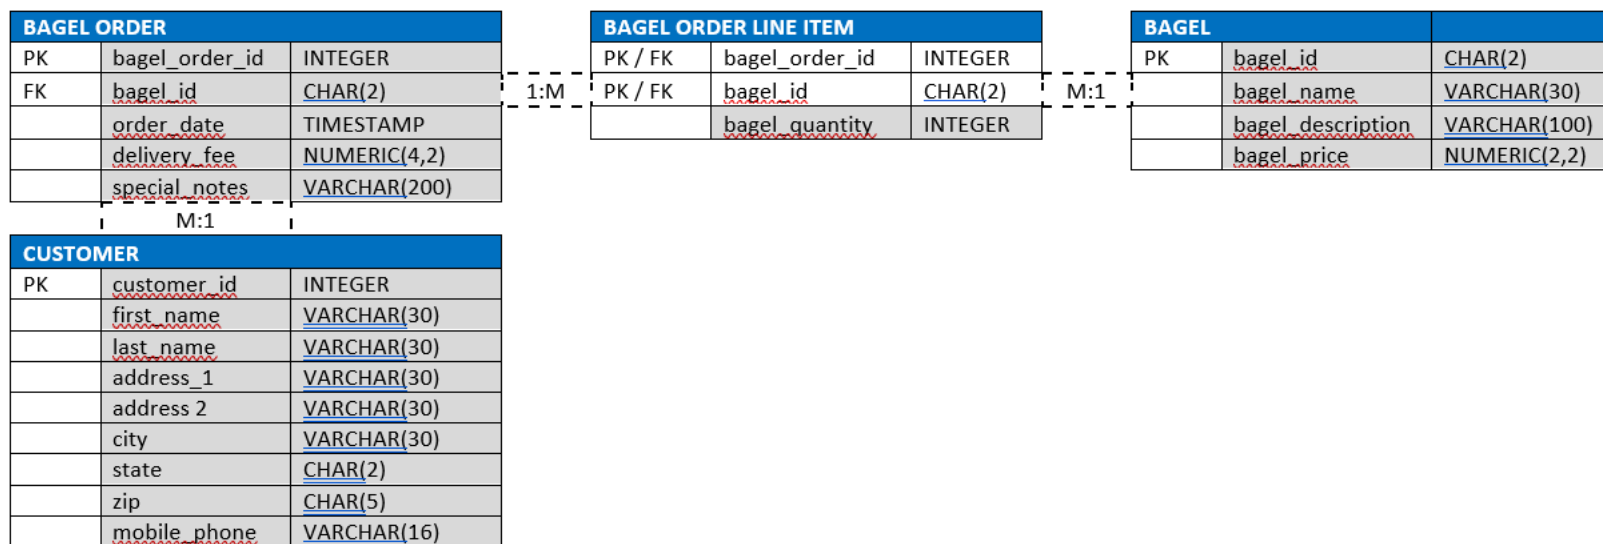 BAGEL ORDER
PK bagel_order_id INTEGER
FK bagel_id CHAR(2)
order_date TIMESTAMP
delivery_fee NUMERIC(4,2)
special_notes VARCHAR(200)
1:M
BAGEL ORDER LINE ITEM
PK / FK bagel_order_id INTEGER
PK / FK bagel_id CHAR(2)
bagel_quantity INTEGER
M:1
BAGEL
PK bagel_id CHAR(2)
bagel_name VARCHAR(30)
bagel_description VARCHAR(100)
bagel_price NUMERIC(2,2)
M:1
CUSTOMER
PK customer_id INTEGER
first_name VARCHAR(30)
last_name VARCHAR(30)
address_1 VARCHAR(30)
address 2 VARCHAR(30)
city VARCHAR(30)
state CHAR(2)
zip CHAR(5)
mobile_phone VARCHAR(16)